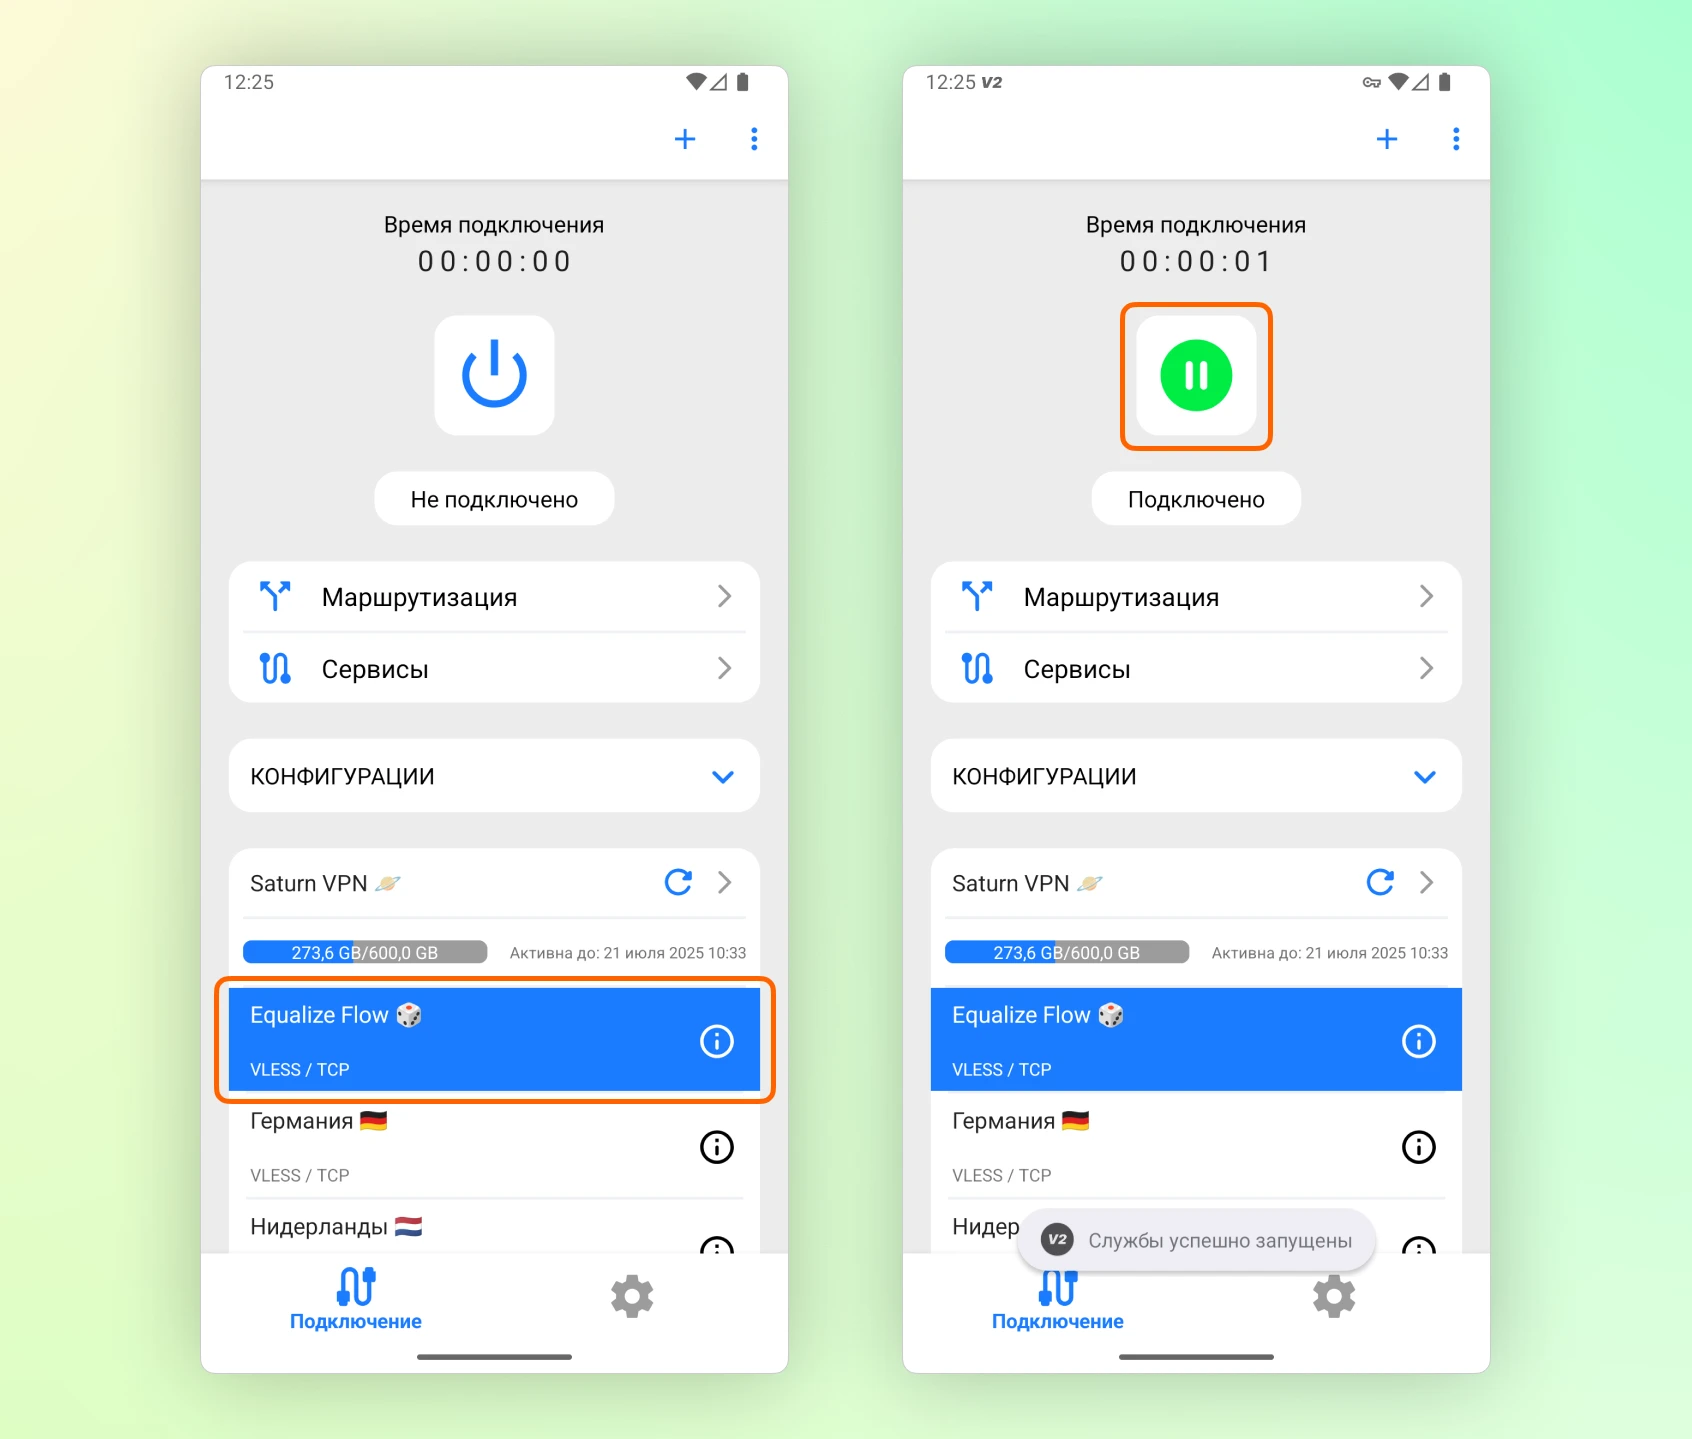 12:25
Время подключения
00:00:00
Не подключено
Маршрутизация
Сервисы
КОНФИГУРАЦИИ
Saturn VPN 🪐
273,6 GB/600,0 GB Активна до: 21 июля 2025 10:33
Equalize Flow 🎲
VLESS / TCP
Германия 🇩🇪
VLESS / TCP
Нидерланды 🇳🇱
Подключение
12:25 V2
Время подключения
00:00:01
Подключено
Маршрутизация
Сервисы
КОНФИГУРАЦИИ
Saturn VPN 🪐
273,6 GB/600,0 GB Активна до: 21 июля 2025 10:33
Equalize Flow 🎲
VLESS / TCP
Германия 🇩🇪
VLESS / TCP
Нидер
V2 Службы успешно запущены
Подключение